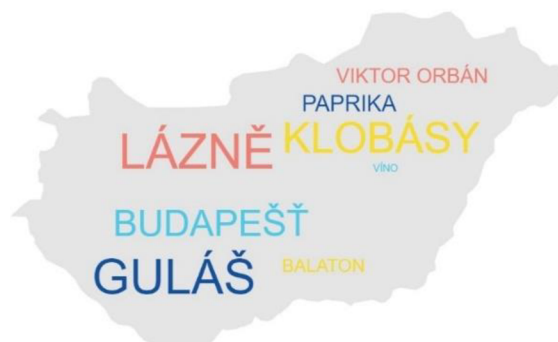 VIKTOR ORBÁN
PAPRIKA
LÁZNĚ KLOBÁSY
VÍNO
BUDAPEŠŤ
GULÁŠ BALATON